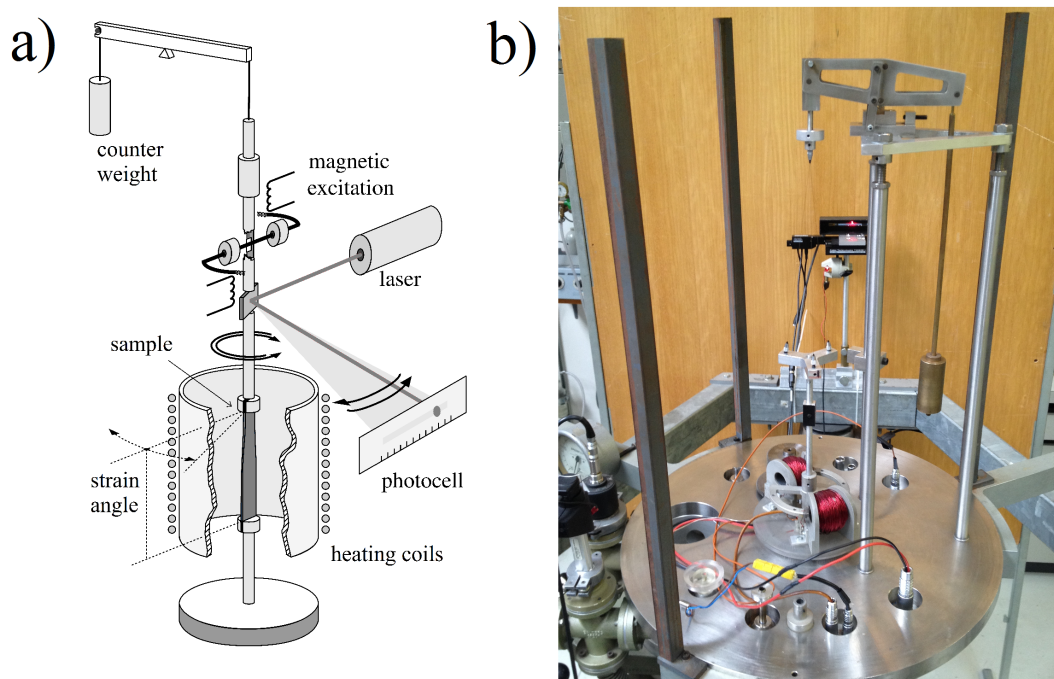 a)
counter
weight
magnetic
excitation
laser
sample
strain
angle
photocell
heating coils
b)